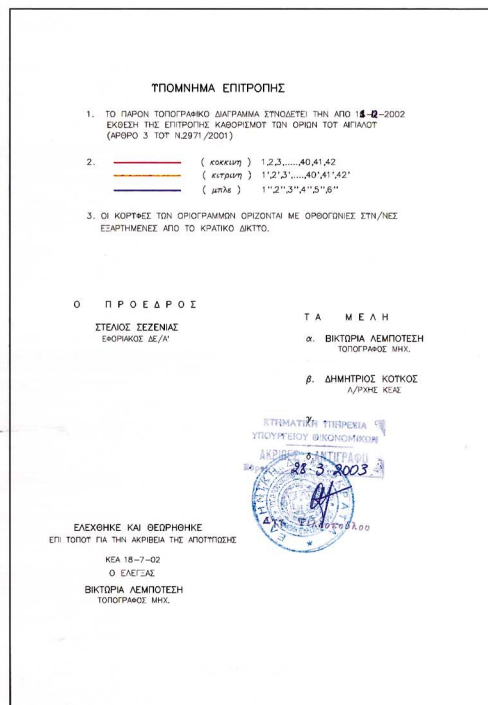 ΥΠΟΜΝΗΜΑ ΕΠΙΤΡΟΠΗΣ
1. ΤΟ ΠΑΡΟΝ ΤΟΠΟΓΡΑΦΙΚΟ ΔΙΑΓΡΑΜΜΑ ΣΥΝΟΔΕΥΕΙ ΤΗΝ ΑΠΟ -2002
ΕΚΘΕΣΗ ΤΗΣ ΕΠΙΤΡΟΠΗΣ ΚΑΘΟΡΙΣΜΟΥ ΤΩΝ ΟΡΙΩΝ ΤΟΥ ΑΙΓΙΑΛΟΥ
(ΑΡΘΡΟ 3 ΤΟΥ Ν.2971/2001)
2. ( κοκκινη ) 1,2,3,.....,40,41,42
( κιτρινη ) 1',2',3',....,40',41',42'
( μπλε ) 1'',2'',3'',4'',5'',6''
3. ΟΙ ΚΟΡΥΦΕΣ ΤΩΝ ΟΡΙΟΓΡΑΜΜΩΝ ΟΡΙΖΟΝΤΑΙ ΜΕ ΟΡΘΟΓΩΝΙΕΣ ΣΥΝ/ΝΕΣ
ΕΞΑΡΤΗΜΕΝΕΣ ΑΠΟ ΤΟ ΚΡΑΤΙΚΟ ΔΙΚΤΥΟ.
Ο ΠΡΟΕΔΡΟΣ
ΣΤΕΛΙΟΣ ΣΕΖΕΝΙΑΣ
ΕΦΟΡΙΑΚΟΣ ΔΕ/Α'
ΤΑ ΜΕΛΗ
α. ΒΙΚΤΩΡΙΑ ΛΕΜΠΟΤΕΣΗ
ΤΟΠΟΓΡΑΦΟΣ ΜΗΧ.
β. ΔΗΜΗΤΡΙΟΣ ΚΟΥΚΟΣ
Λ/ΡΧΗΣ ΚΕΑΣ
γ.
ΚΤΗΜΑΤΙΚΗ ΥΠΗΡΕΣΙΑ
ΥΠΟΥΡΓΕΙΟΥ ΟΙΚΟΝΟΜΙΚΩΝ
δ.
ΑΚΡΙΒΕΣ ΑΝΤΙΓΡΑΦΟ
28-3-2003
ΕΛΛΗΝΙΚΗ ΔΗΜΟΚΡΑΤΙΑ
ΕΛΕΧΘΗΚΕ ΚΑΙ ΘΕΩΡΗΘΗΚΕ
ΕΠΙ ΤΟΠΟΥ ΓΙΑ ΤΗΝ ΑΚΡΙΒΕΙΑ ΤΗΣ ΑΠΟΤΥΠΩΣΗΣ
ΚΕΑ 18-7-02
Ο ΕΛΕΓΞΑΣ
ΒΙΚΤΩΡΙΑ ΛΕΜΠΟΤΕΣΗ
ΤΟΠΟΓΡΑΦΟΣ ΜΗΧ.